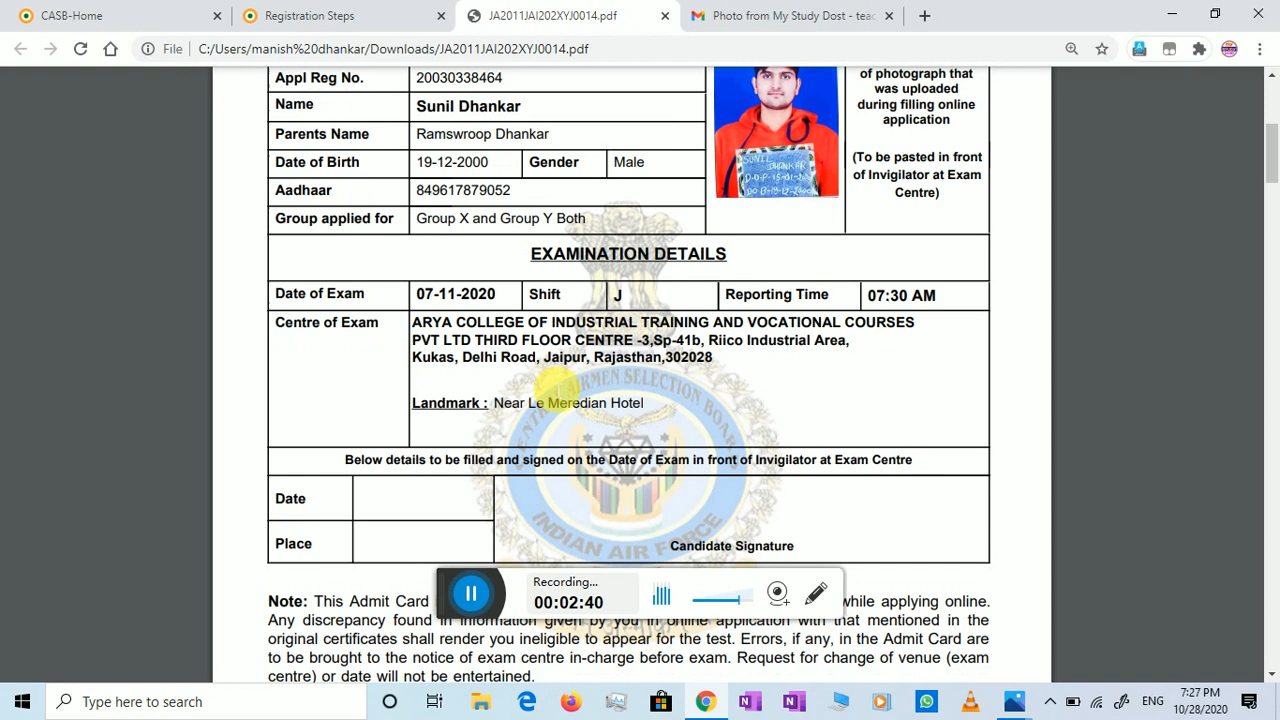 CASB-Home
Registration Steps
JA2011JAI202XYJ0014.pdf
Photo from My Study Dost - teac
File C:/Users/manish%20dhankar/Downloads/JA2011JAI202XYJ0014.pdf
Appl Reg No. 20030338464
Name Sunil Dhankar
Parents Name Ramswroop Dhankar
Date of Birth 19-12-2000 Gender Male
Aadhaar 849617879052
Group applied for Group X and Group Y Both
SUNIL
DHANKAR
of photograph that
was uploaded
during filling online
application
(To be pasted in front
of Invigilator at Exam
Centre)
EXAMINATION DETAILS
Date of Exam 07-11-2020 Shift J Reporting Time 07:30 AM
Centre of Exam ARYA COLLEGE OF INDUSTRIAL TRAINING AND VOCATIONAL COURSES
PVT LTD THIRD FLOOR CENTRE -3,Sp-41b, Riico Industrial Area,
Kukas, Delhi Road, Jaipur, Rajasthan,302028
Landmark : Near Le Meredian Hotel
Below details to be filled and signed on the Date of Exam in front of Invigilator at Exam Centre
Date
Place
Candidate Signature
CENTRAL AIRMEN SELECTION BOARD
INDIAN AIR FORCE
Recording...
00:02:40
Note: This Admit Card while applying online.
Any discrepancy found in information given by you in online application with that mentioned in the
original certificates shall render you ineligible to appear for the test. Errors, if any, in the Admit Card are
to be brought to the notice of exam centre in-charge before exam. Request for change of venue (exam
centre) or date will not be entertained.
Type here to search
ENG
7:27 PM
10/28/2020